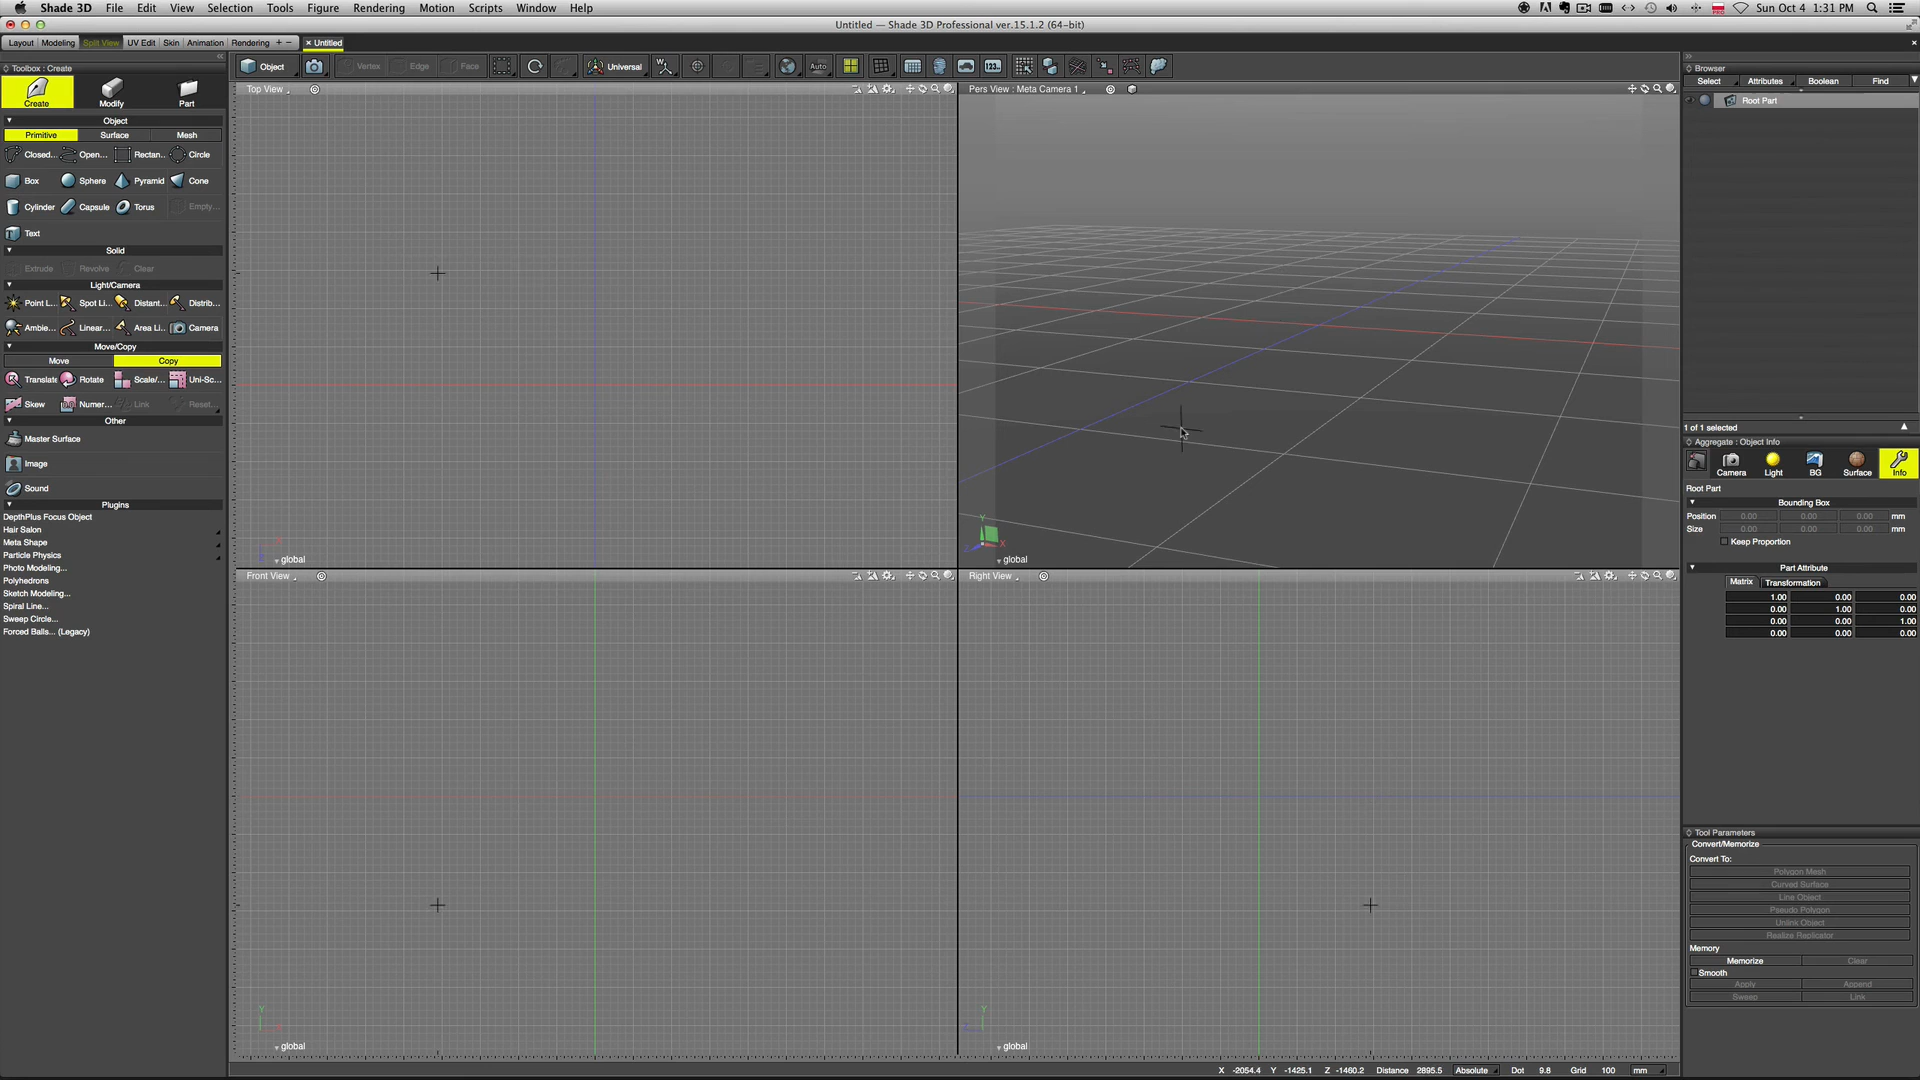 Shade 3D File Edit View Selection Tools Figure Rendering Motion Scripts Window Help Sun Oct 4 1:31 PM
Untitled — Shade 3D Professional ver.15.1.2 (64-bit)
Layout Modeling Split View UV Edit Skin Animation Rendering + − × Untitled
Toolbox : Create
Create Modify Part
Object
Primitive Surface Mesh
Closed... Open... Rectan... Circle
Box Sphere Pyramid Cone
Cylinder Capsule Torus Empty...
Text
Solid
Extrude Revolve Clear
Light/Camera
Point L... Spot Li... Distant... Distrib...
Ambie... Linear... Area Li... Camera
Move/Copy
Move Copy
Translate Rotate Scale/... Uni-Sc...
Skew Numer... Link Reset...
Other
Master Surface
Image
Sound
Plugins
DepthPlus Focus Object
Hair Salon
Meta Shape
Particle Physics
Photo Modeling...
Polyhedrons
Sketch Modeling...
Spiral Line...
Sweep Circle...
Forced Balls... (Legacy)
Object Vertex Edge Face Universal Auto 123...
Top View
global
Pers View : Meta Camera 1
Y
Z X
global
Front View
Y
global
Right View
Y
Z
global
Browser
Select Attributes Boolean Find
Root Part
1 of 1 selected
Aggregate : Object Info
Camera Light BG Surface Info
Root Part
Bounding Box
Position 0.00 0.00 0.00 mm
Size 0.00 0.00 0.00 mm
Keep Proportion
Part Attribute
Matrix Transformation
1.00 0.00 0.00
0.00 1.00 0.00
0.00 0.00 1.00
0.00 0.00 0.00
Tool Parameters
Convert/Memorize
Convert To:
Polygon Mesh
Curved Surface
Line Object
Pseudo Polygon
Unlink Object
Realize Replicator
Memory
Memorize Clear
Smooth
Apply Append
Sweep Link
X -2054.4 Y -1425.1 Z -1460.2 Distance 2895.5 Absolute Dot 9.8 Grid 100 mm